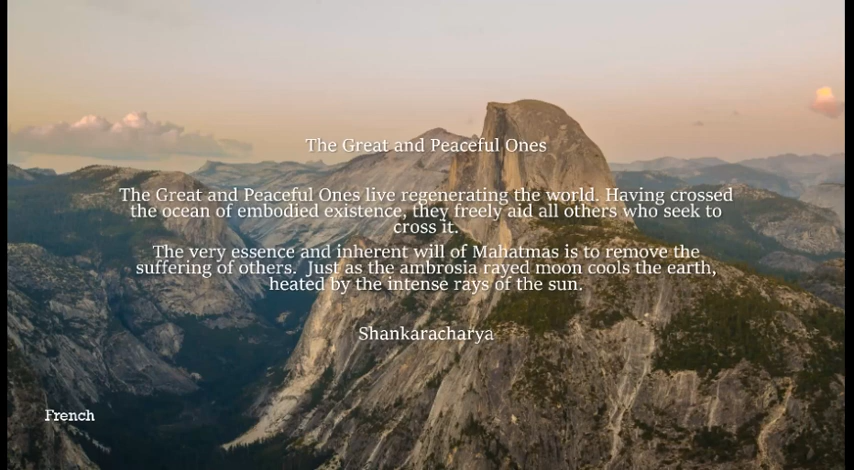 The Great and Peaceful Ones
The Great and Peaceful Ones live regenerating the world. Having crossed
the ocean of embodied existence, they freely aid all others who seek to
cross it.
The very essence and inherent will of Mahatmas is to remove the
suffering of others. Just as the ambrosia rayed moon cools the earth,
heated by the intense rays of the sun.
Shankaracharya
French